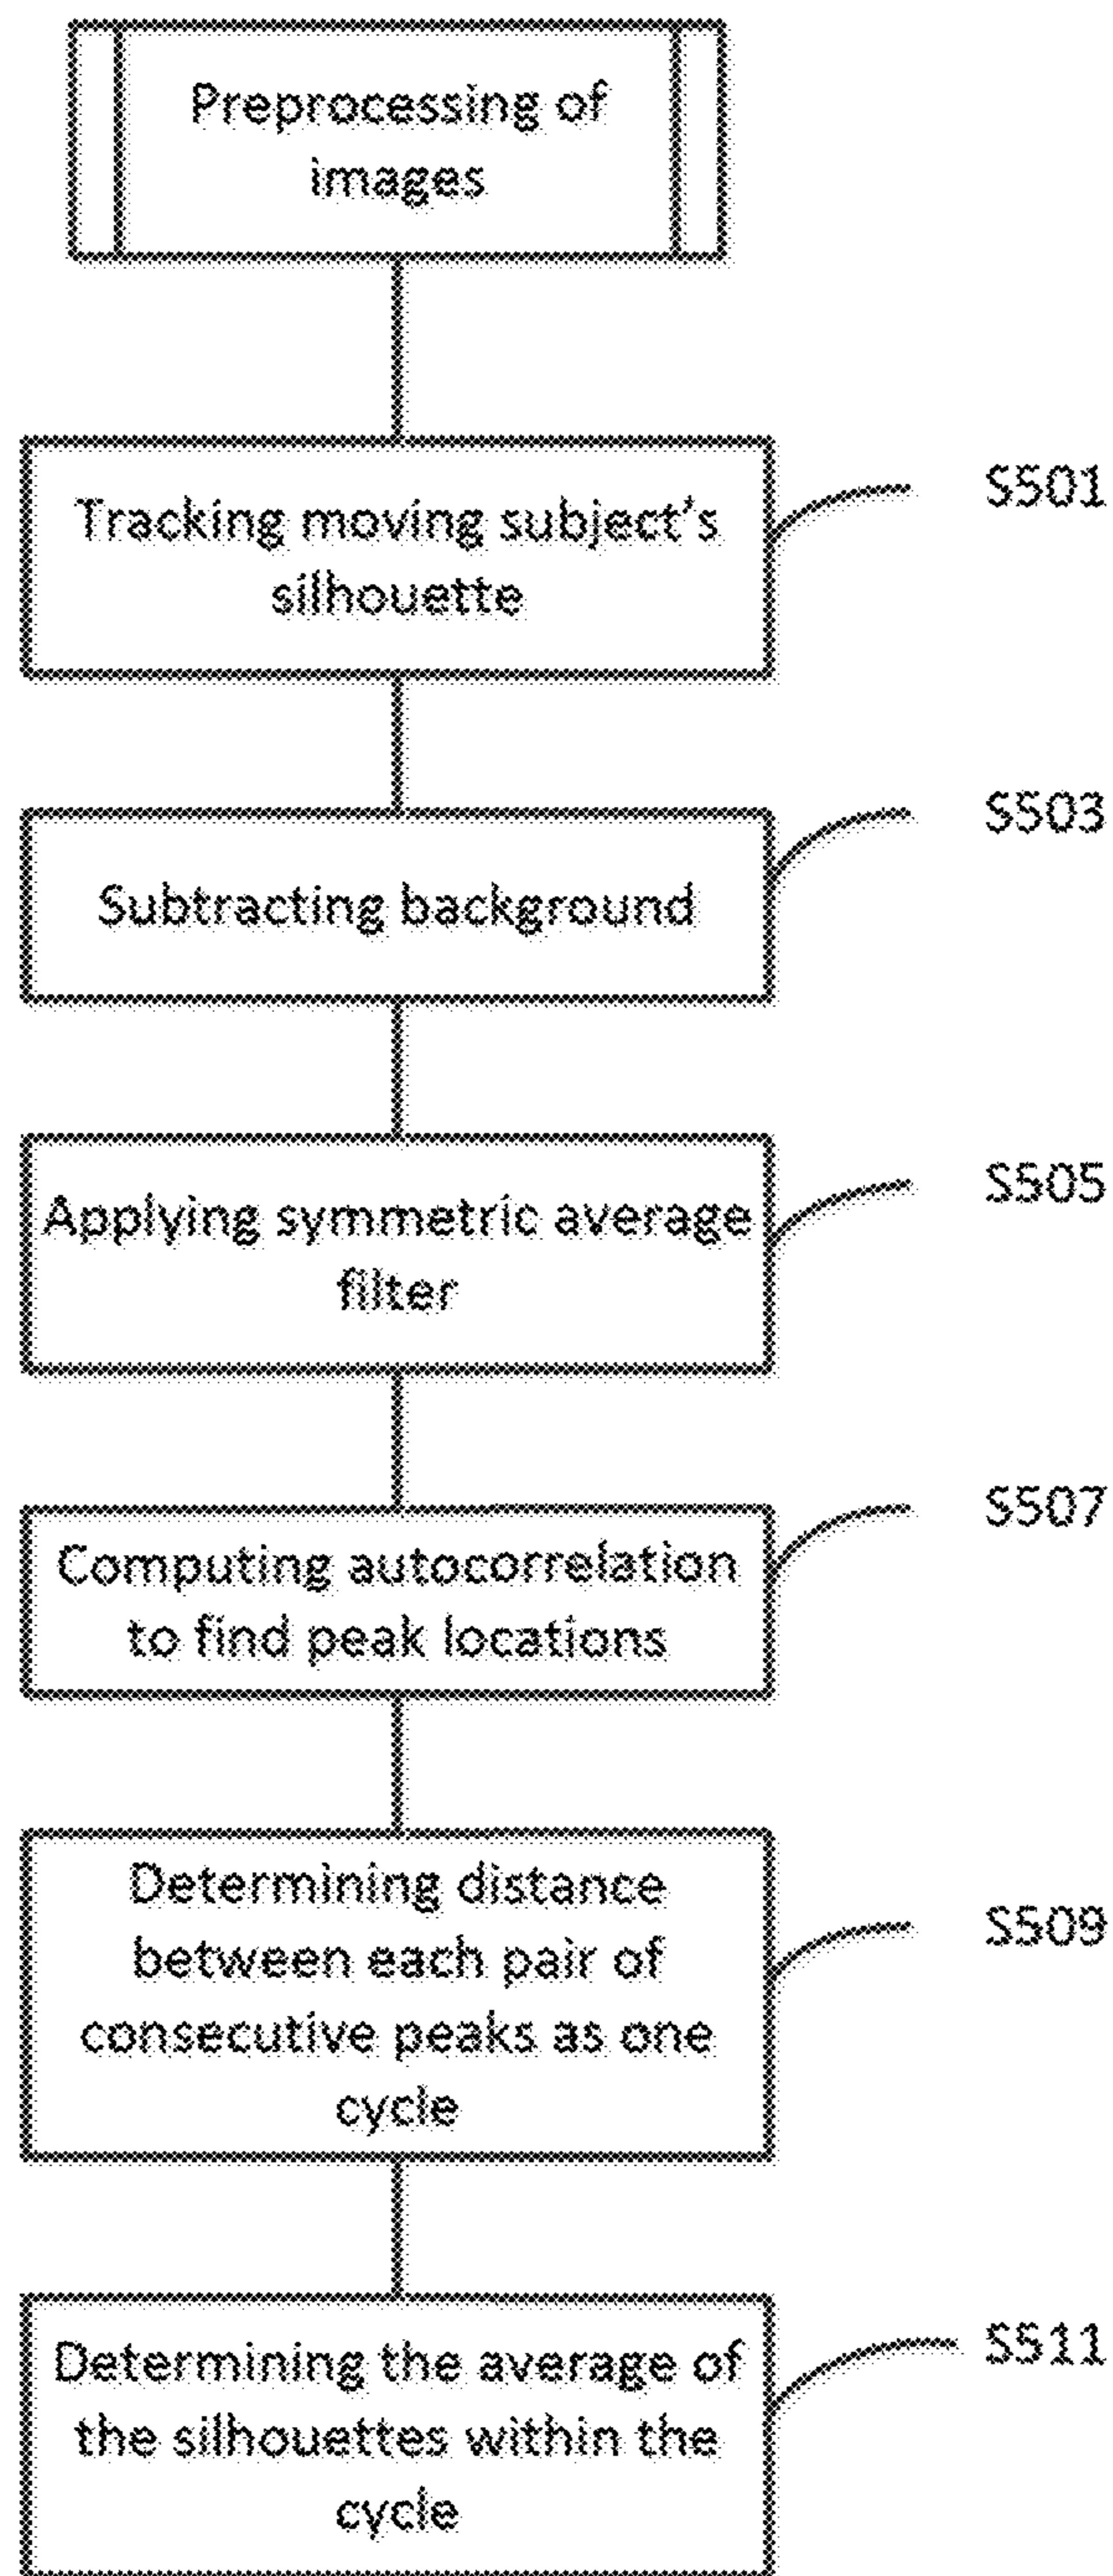 Preprocessing of
images
Tracking moving subject's
silhouette
S501
Subtracting background
S503
Applying symmetric average
filter
S505
Computing autocorrelation
to find peak locations
S507
Determining distance
between each pair of
consecutive peaks as one
cycle
S509
Determining the average of
the silhouettes within the
cycle
S511